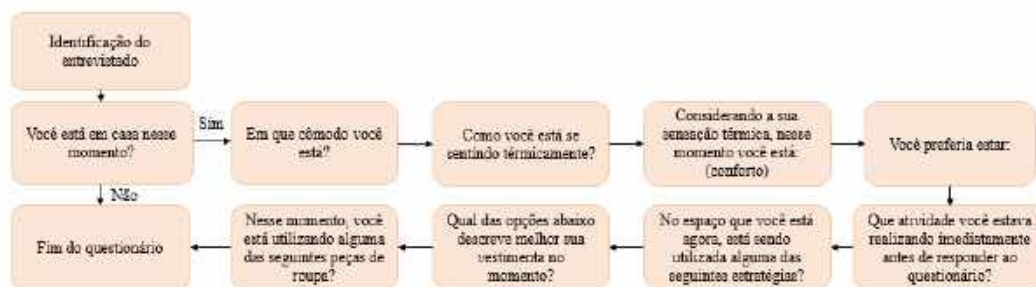 Identificação do
entrevistado
Você está em casa nesse
momento?
Sim
Em que cômodo você
está?
Como você está se
sentindo térmicamente?
Considerando a sua
sensação térmica, nesse
momento você está:
(conforto)
Você preferia estar:
Não
Fim do questionário
Nesse momento, você
está utilizando alguma
das seguintes peças de
roupa?
Qual das opções abaixo
descreve melhor sua
vestimenta no
momento?
No espaço que você está
agora, está sendo
utilizada alguma das
seguintes estratégias?
Que atividade você estava
realizando imediatamente
antes de responder ao
questionário?